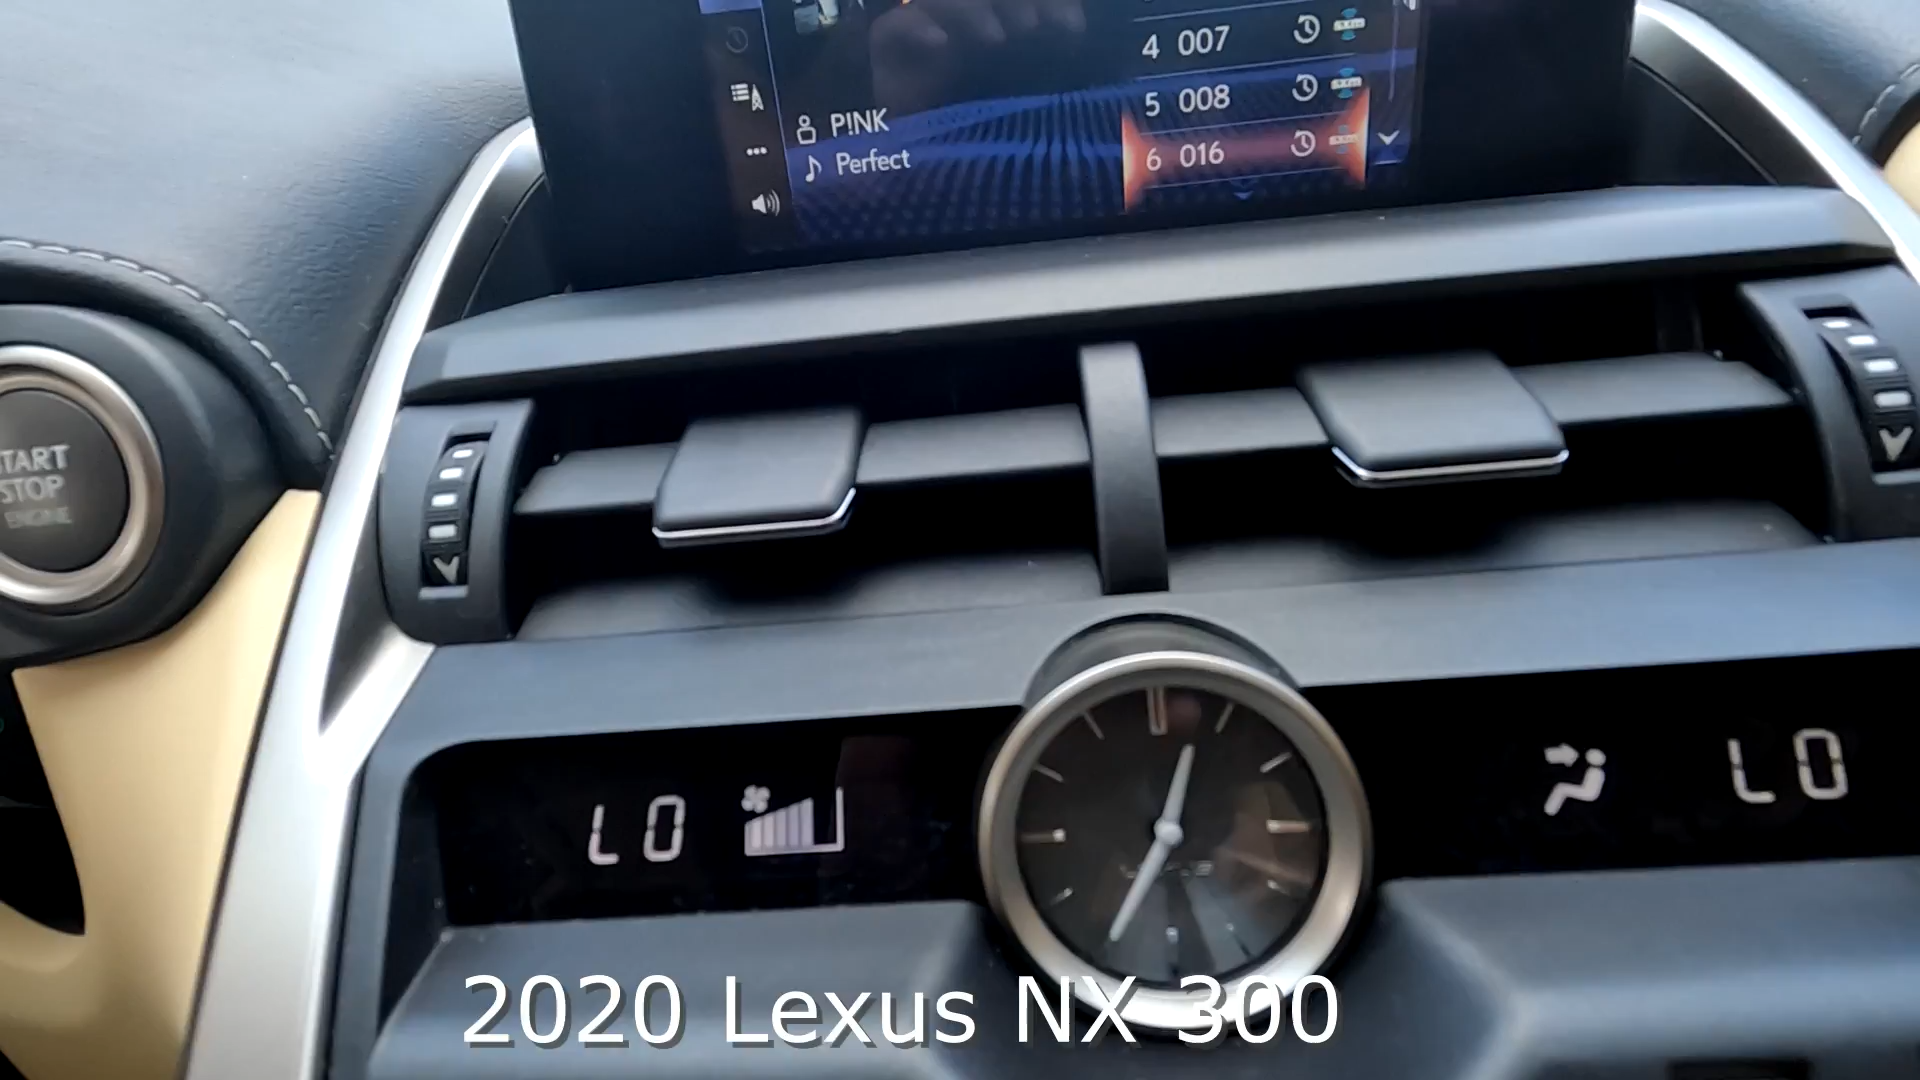 4 007
5 008
6 016
P!NK
Perfect
START
STOP
ENGINE
LO
LO
2020 Lexus NX 300